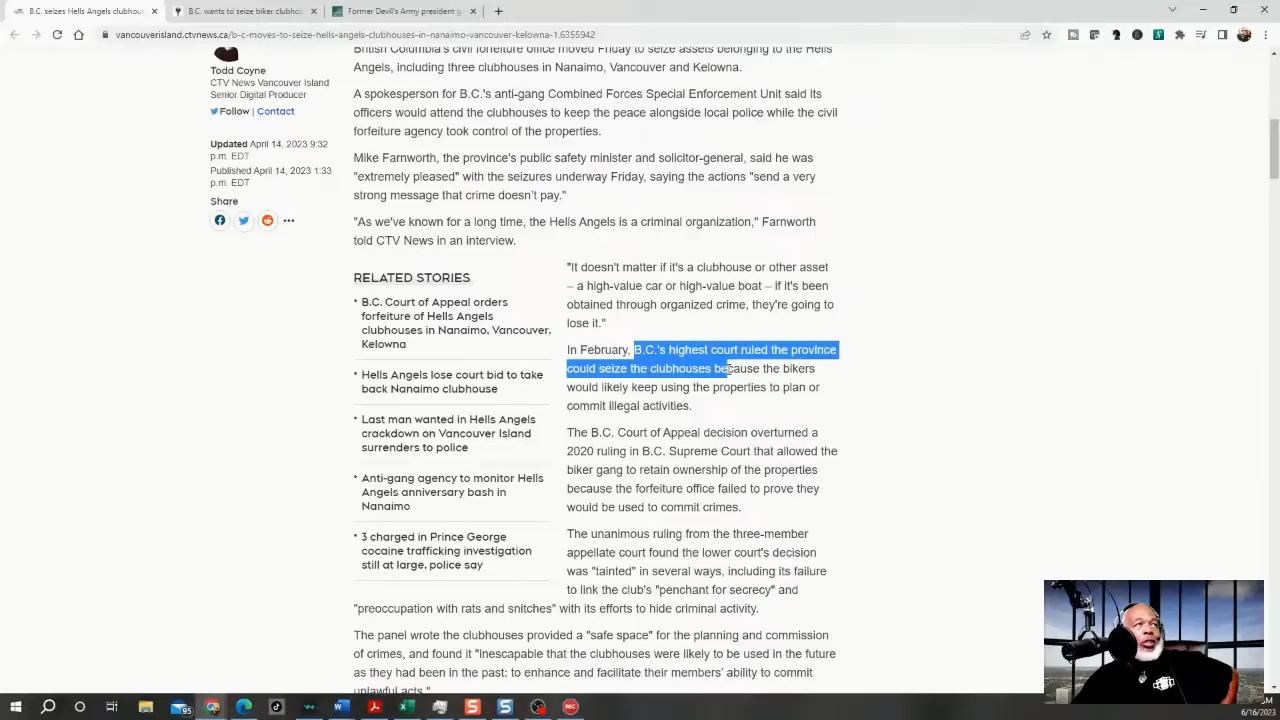 B.C. seizes Hells Angels clubhous
B.C. wants to seize biker clubhou
Former Devil's Army president g
vancouverisland.ctvnews.ca/b-c-moves-to-seize-hells-angels-clubhouses-in-nanaimo-vancouver-kelowna-1.6355942
Todd Coyne
CTV News Vancouver Island
Senior Digital Producer
Follow | Contact
Updated April 14, 2023 9:32
p.m. EDT
Published April 14, 2023 1:33
p.m. EDT
Share
British Columbia's civil forfeiture office moved Friday to seize assets belonging to the Hells
Angels, including three clubhouses in Nanaimo, Vancouver and Kelowna.
A spokesperson for B.C.'s anti-gang Combined Forces Special Enforcement Unit said its
officers would attend the clubhouses to keep the peace alongside local police while the civil
forfeiture agency took control of the properties.
Mike Farnworth, the province's public safety minister and solicitor-general, said he was
"extremely pleased" with the seizures underway Friday, saying the actions "send a very
strong message that crime doesn't pay."
"As we've known for a long time, the Hells Angels is a criminal organization," Farnworth
told CTV News in an interview.
RELATED STORIES
• B.C. Court of Appeal orders
forfeiture of Hells Angels
clubhouses in Nanaimo, Vancouver,
Kelowna
• Hells Angels lose court bid to take
back Nanaimo clubhouse
• Last man wanted in Hells Angels
crackdown on Vancouver Island
surrenders to police
• Anti-gang agency to monitor Hells
Angels anniversary bash in
Nanaimo
• 3 charged in Prince George
cocaine trafficking investigation
still at large, police say
"It doesn't matter if it's a clubhouse or other asset
– a high-value car or high-value boat – if it's been
obtained through organized crime, they're going to
lose it."
In February, B.C.'s highest court ruled the province
could seize the clubhouses because the bikers
would likely keep using the properties to plan or
commit illegal activities.
The B.C. Court of Appeal decision overturned a
2020 ruling in B.C. Supreme Court that allowed the
biker gang to retain ownership of the properties
because the forfeiture office failed to prove they
would be used to commit crimes.
The unanimous ruling from the three-member
appellate court found the lower court's decision
was "tainted" in several ways, including its failure
to link the club's "penchant for secrecy" and
"preoccupation with rats and snitches" with its efforts to hide criminal activity.
The panel wrote the clubhouses provided a "safe space" for the planning and commission
of crimes, and found it "inescapable that the clubhouses were likely to be used in the future
as they had been in the past: to enhance and facilitate their members' ability to commit
unlawful acts."
95
REC
6/16/2023